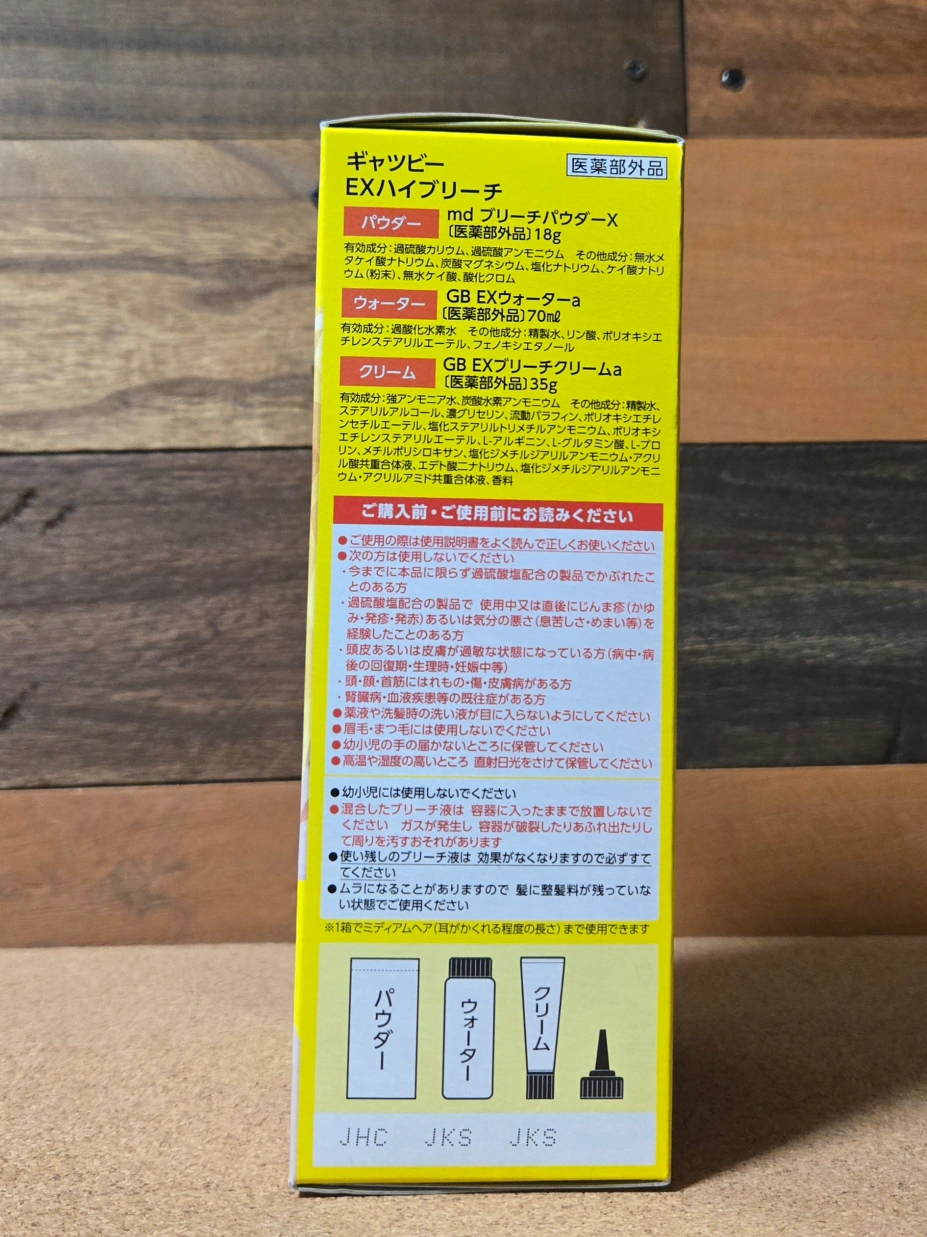 ギャツビー
EXハイブリーチ
医薬部外品
パウダー
md ブリーチパウダーX
〔医薬部外品〕18g
有効成分：過硫酸カリウム、過硫酸アンモニウム　その他成分：無水メ
タケイ酸ナトリウム、炭酸マグネシウム、塩化ナトリウム、ケイ酸ナトリ
ウム（粉末）、無水ケイ酸、酸化クロム
ウォーター
GB EXウォーターa
〔医薬部外品〕70㎖
有効成分：過酸化水素水　その他成分：精製水、リン酸、ポリオキシエ
チレンステアリルエーテル、フェノキシエタノール
クリーム
GB EXブリーチクリームa
〔医薬部外品〕35g
有効成分：強アンモニア水、炭酸水素アンモニウム　その他成分：精製水、
ステアリルアルコール、濃グリセリン、流動パラフィン、ポリオキシエチレ
ンセチルエーテル、塩化ステアリルトリメチルアンモニウム、ポリオキシ
エチレンステアリルエーテル、L-アルギニン、L-グルタミン酸、L-プロ
リン、メチルポリシロキサン、塩化ジメチルジアリルアンモニウム・アクリ
ル酸共重合体液、エデト酸二ナトリウム、塩化ジメチルジアリルアンモニ
ウム・アクリルアミド共重合体液、香料
ご購入前・ご使用前にお読みください
●ご使用の際は使用説明書をよく読んで正しくお使いください
●次の方は使用しないでください
・今までに本品に限らず過硫酸塩配合の製品でかぶれたこ
とのある方
・過硫酸塩配合の製品で 使用中又は直後にじんま疹（かゆ
み・発疹・発赤）あるいは気分の悪さ（息苦しさ・めまい等）を
経験したことのある方
・頭皮あるいは皮膚が過敏な状態になっている方（病中・病
後の回復期・生理時・妊娠中等）
・頭・顔・首筋にはれもの・傷・皮膚病がある方
・腎臓病・血液疾患等の既往症がある方
●薬液や洗髪時の洗い液が目に入らないようにしてください
●眉毛・まつ毛には使用しないでください
●幼小児の手の届かないところに保管してください
●高温や湿度の高いところ 直射日光をさけて保管してください
●幼小児には使用しないでください
●混合したブリーチ液は 容器に入ったままで放置しないで
ください　ガスが発生し 容器が破裂したりあふれ出たりし
て周りを汚すおそれがあります
●使い残しのブリーチ液は 効果がなくなりますので必ずすて
てください
●ムラになることがありますので 髪に整髪料が残っていな
い状態でご使用ください
※1箱でミディアムヘア（耳がかくれる程度の長さ）まで使用できます
パウダー
ウォーター
クリーム
JHC JKS JKS